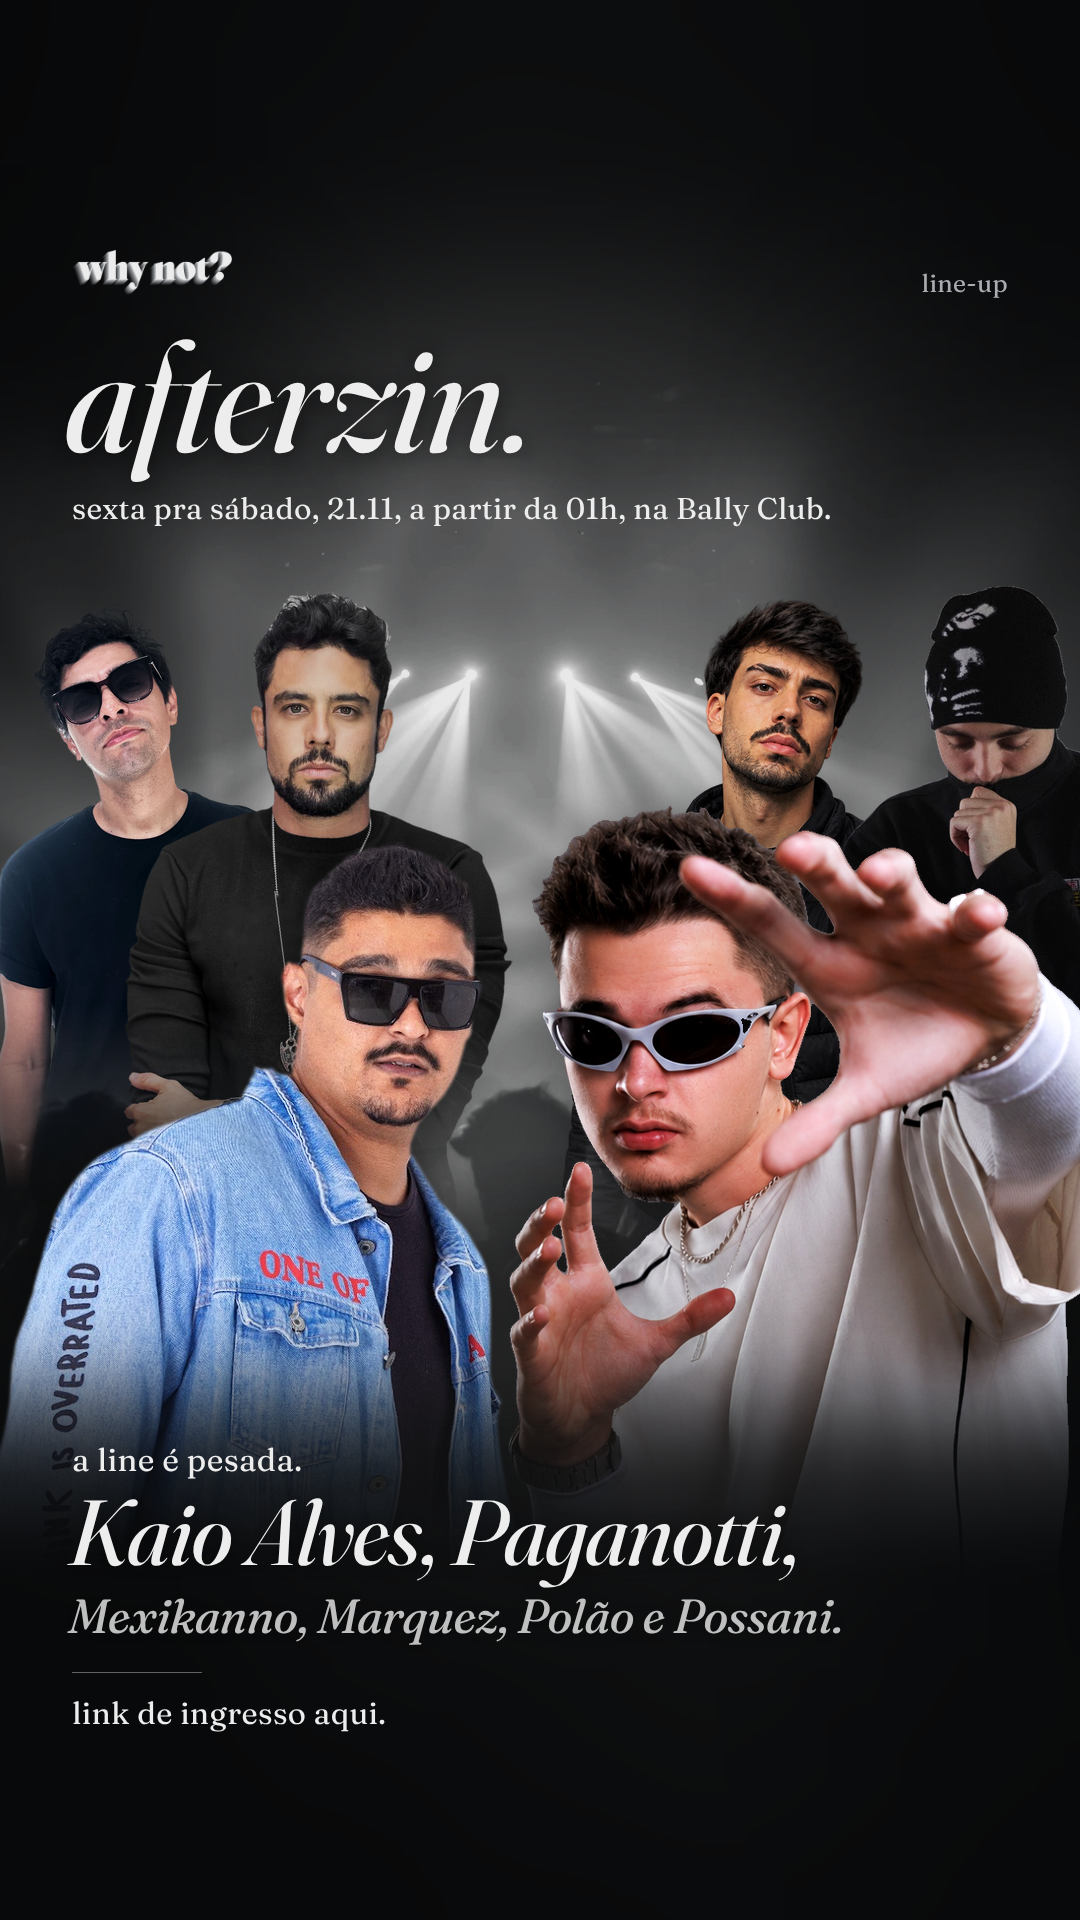 why not?
line-up
afterzin.
sexta pra sábado, 21.11, a partir da 01h, na Bally Club.
ONE OF
A
IS OVERRATED
a line é pesada.
Kaio Alves, Paganotti,
Mexikanno, Marquez, Polão e Possani.
link de ingresso aqui.